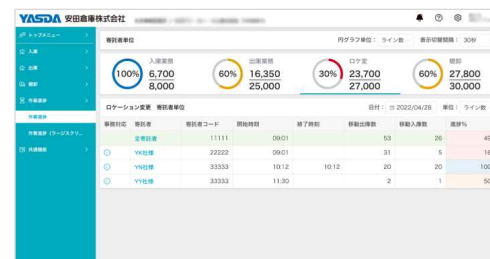 YASDA 安田倉庫株式会社
トップメニュー
入庫
出庫
棚卸
作業進捗
作業進捗
作業進捗（ラージスクリ...
共通機能
寄託者単位
円グラフ単位： ライン数
表示切替間隔： 30秒
入庫業務
100% 6,700
8,000
出庫業務
60% 16,350
25,000
ロケ変
30% 23,700
27,000
棚卸
60% 27,800
30,000
ロケーション変更 寄託者単位
日付： 2022/04/28 単位： ライン数
事務対応 寄託者 寄託者コード 開始時刻 終了時刻 移動出庫数 移動入庫数 進捗%
全寄託者 11111 09:01 53 26
YK社様 22222 09:01 31 5
YN社様 33333 10:12 10:12 20 20 100
YY社様 33333 11:30 2 1